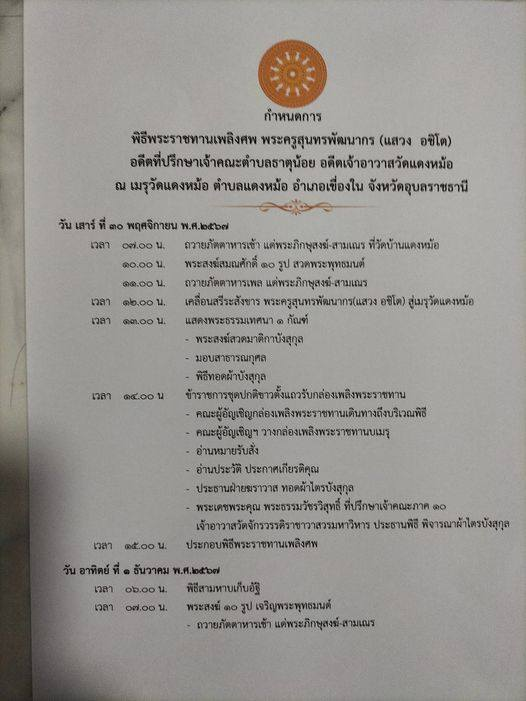 กำหนดการ
พิธีพระราชทานเพลิงศพ พระครูสุนทรพัฒนากร (แสวง อชิโต)
อดีตที่ปรึกษาเจ้าคณะตำบลธาตุน้อย อดีตเจ้าอาวาสวัดแดงหม้อ
ณ เมรุวัดแดงหม้อ ตำบลแดงหม้อ อำเภอเขื่องใน จังหวัดอุบลราชธานี
วัน เสาร์ ที่ ๓๐ พฤศจิกายน พ.ศ.๒๕๖๗
เวลา ๐๗.๐๐ น. ถวายภัตตาหารเช้า แด่พระภิกษุสงฆ์-สามเณร ที่วัดบ้านแดงหม้อ
๑๐.๐๐ น. พระสงฆ์สมณศักดิ์ ๑๐ รูป สวดพระพุทธมนต์
๑๑.๐๐ น. ถวายภัตตาหารเพล แด่พระภิกษุสงฆ์-สามเณร
เวลา ๑๒.๐๐ น. เคลื่อนสรีระสังขาร พระครูสุนทรพัฒนากร(แสวง อชิโต) สู่เมรุวัดแดงหม้อ
เวลา ๑๓.๐๐ น. แสดงพระธรรมเทศนา ๑ กัณฑ์
- พระสงฆ์สวดมาติกาบังสุกุล
- มอบสาธารณกุศล
- พิธีทอดผ้าบังสุกุล
เวลา ๑๔.๐๐ น ข้าราชการชุดปกติขาวตั้งแถวรับกล่องเพลิงพระราชทาน
- คณะผู้อัญเชิญกล่องเพลิงพระราชทานเดินทางถึงบริเวณพิธี
- คณะผู้อัญเชิญฯ วางกล่องเพลิงพระราชทานบนเมรุ
- อ่านหมายรับสั่ง
- อ่านประวัติ ประกาศเกียรติคุณ
- ประธานฝ่ายฆราวาส ทอดผ้าไตรบังสุกุล
- พระเดชพระคุณ พระธรรมวัชรวิสุทธิ์ ที่ปรึกษาเจ้าคณะภาค ๑๐
เจ้าอาวาสวัดจักรวรรดิราชาวาสวรมหาวิหาร ประธานพิธี พิจารณาผ้าไตรบังสุกุล
เวลา ๑๕.๐๐ น. ประกอบพิธีพระราชทานเพลิงศพ
วัน อาทิตย์ ที่ ๑ ธันวาคม พ.ศ.๒๕๖๗
เวลา ๐๖.๐๐ น. พิธีสามหาบเก็บอัฐิ
เวลา ๐๗.๐๐ น. พระสงฆ์ ๑๐ รูป เจริญพระพุทธมนต์
- ถวายภัตตาหารเช้า แด่พระภิกษุสงฆ์-สามเณร